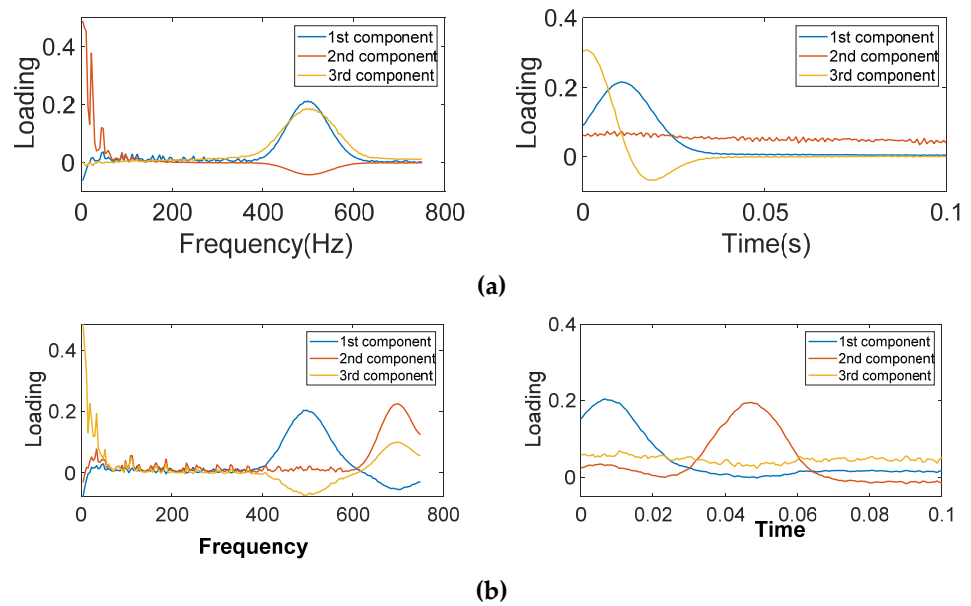 (a)
0.4
0.2
0
Loading
1st component
2nd component
3rd component
0 200 400 600 800
Frequency(Hz)
0.4
0.2
0
Loading
1st component
2nd component
3rd component
0 0.05 0.1
Time(s)
(a)
0.4
0.2
0
Loading
1st component
2nd component
3rd component
0 200 400 600 800
Frequency
0.4
0.2
0
Loading
1st component
2nd component
3rd component
0 0.02 0.04 0.06 0.08 0.1
Time
(b)